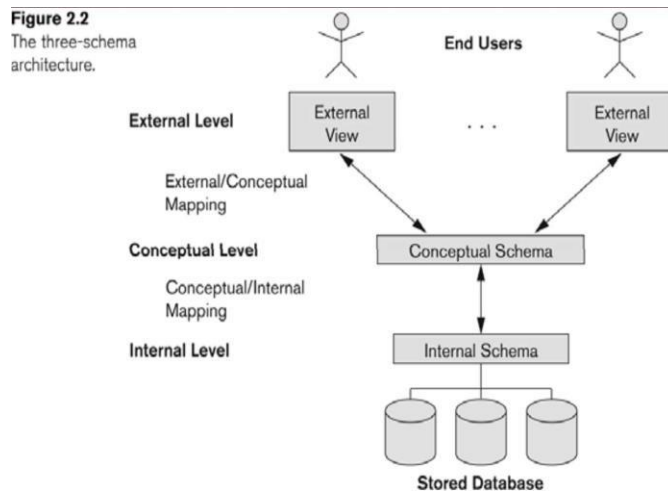 Figure 2.2
The three-schema
architecture.
End Users
External Level
External
View
. . .
External
View
External/Conceptual
Mapping
Conceptual Level
Conceptual Schema
Conceptual/Internal
Mapping
Internal Level
Internal Schema
Stored Database